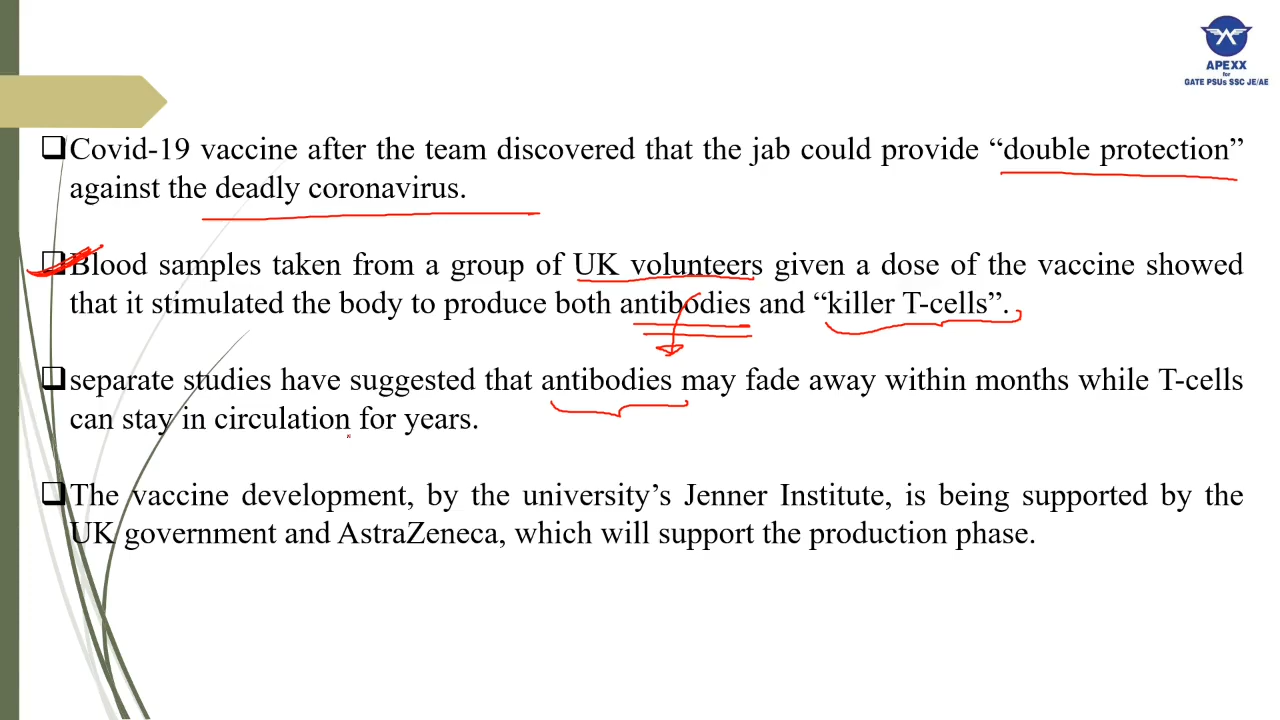 APEXX
for
GATE PSUs SSC JE/AE
Covid-19 vaccine after the team discovered that the jab could provide “double protection”
against the deadly coronavirus.
Blood samples taken from a group of UK volunteers given a dose of the vaccine showed
that it stimulated the body to produce both antibodies and “killer T-cells”.
separate studies have suggested that antibodies may fade away within months while T-cells
can stay in circulation for years.
The vaccine development, by the university’s Jenner Institute, is being supported by the
UK government and AstraZeneca, which will support the production phase.